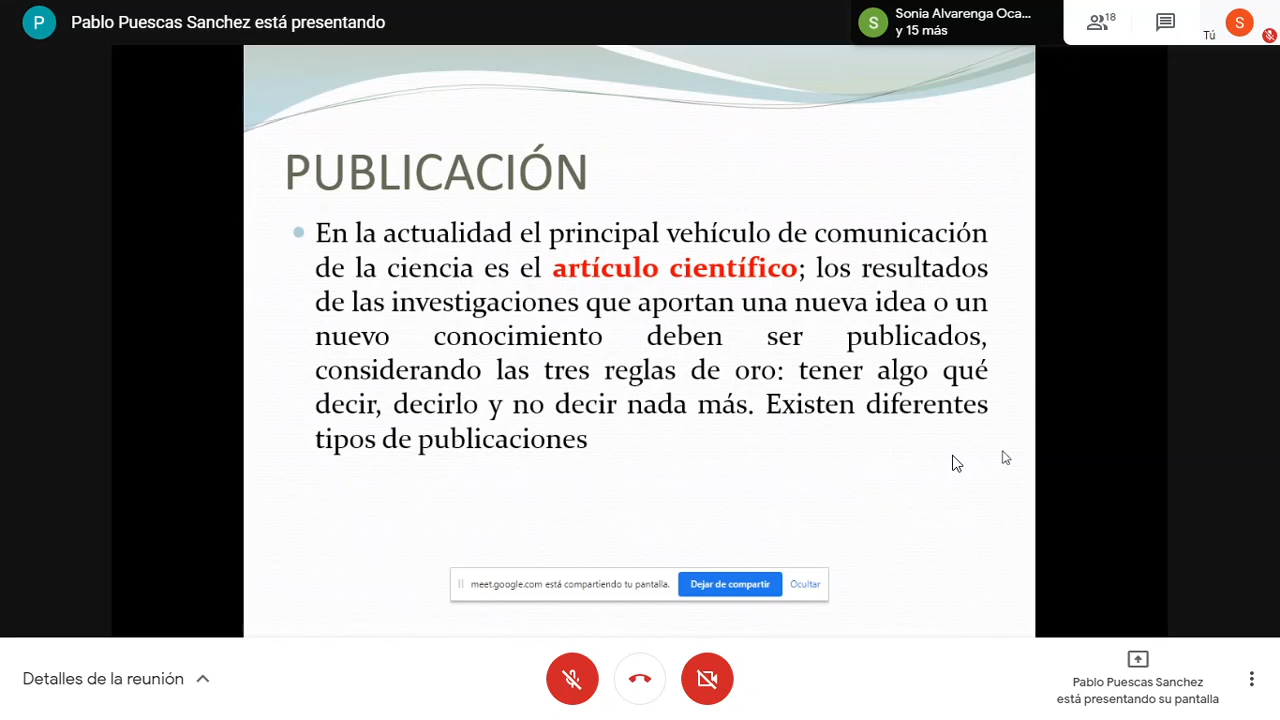 P Pablo Puescas Sanchez está presentando
S Sonia Alvarenga Oca...
y 15 más
18
Tú
S
PUBLICACIÓN
En la actualidad el principal vehículo de comunicación
de la ciencia es el artículo científico; los resultados
de las investigaciones que aportan una nueva idea o un
nuevo conocimiento deben ser publicados,
considerando las tres reglas de oro: tener algo qué
decir, decirlo y no decir nada más. Existen diferentes
tipos de publicaciones
meet.google.com está compartiendo tu pantalla. Dejar de compartir Ocultar
Detalles de la reunión
Pablo Puescas Sanchez
está presentando su pantalla